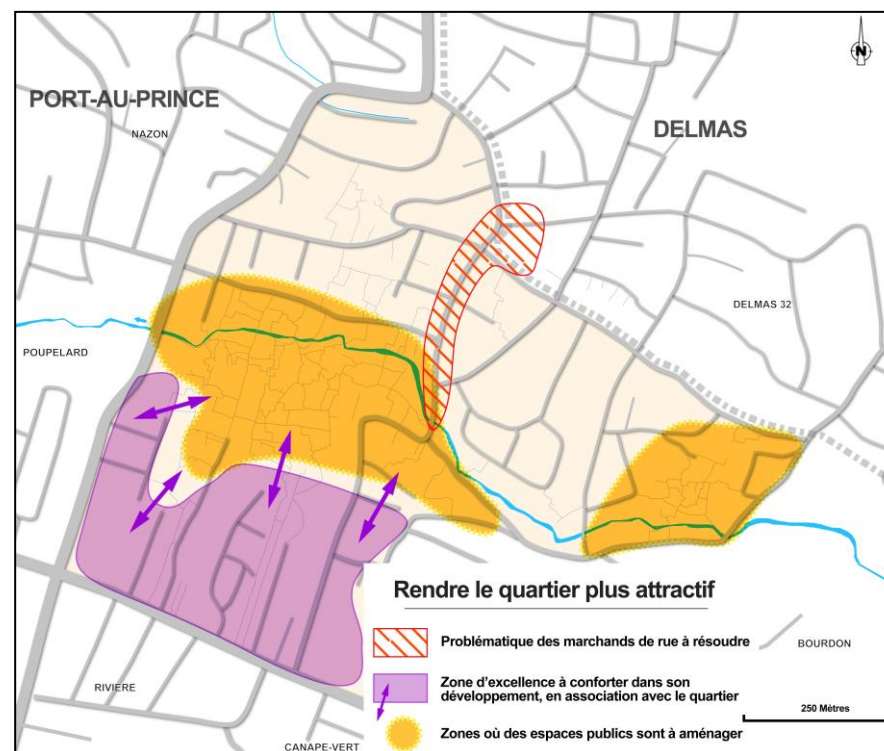 N
PORT-AU-PRINCE
NAZON
DELMAS
DELMAS 32
POUPELARD
Rendre le quartier plus attractif
Problématique des marchands de rue à résoudre
Zone d'excellence à conforter dans son
développement, en association avec le quartier
Zones où des espaces publics sont à aménager
BOURDON
RIVIERE
250 Mètres
CANAPE-VERT